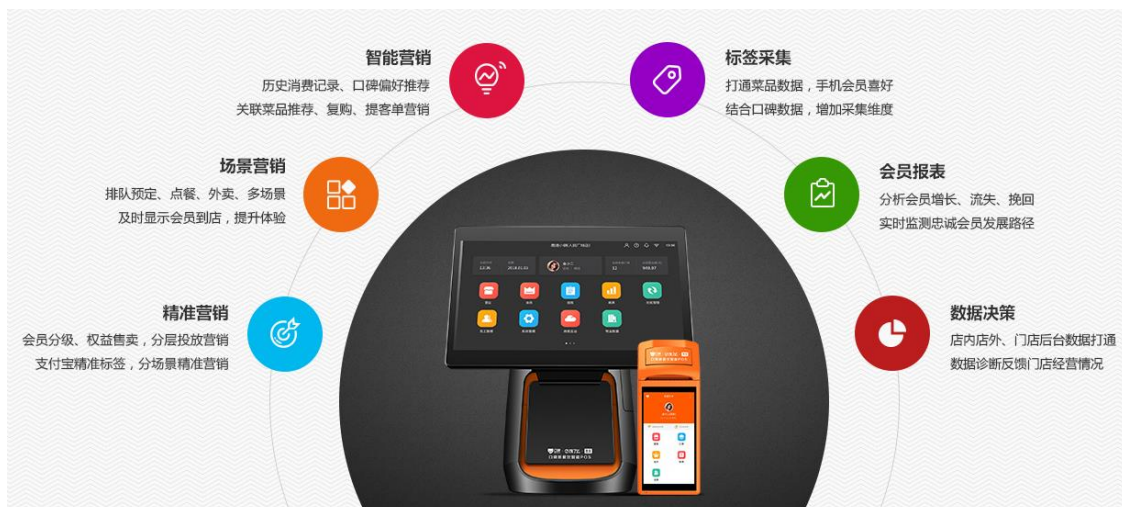 智能营销
历史消费记录、口碑偏好推荐
关联菜品推荐、复购、提客单营销
标签采集
打通菜品数据，手机会员喜好
结合口碑数据，增加采集维度
场景营销
排队预定、点餐、外卖、多场景
及时显示会员到店，提升体验
会员报表
分析会员增长、流失、挽回
实时监测忠诚会员发展路径
精准营销
会员分级、权益售卖，分层投放营销
支付宝精准标签，分场景精准营销
数据决策
店内店外、门店后台数据打通
数据诊断反馈门店经营情况